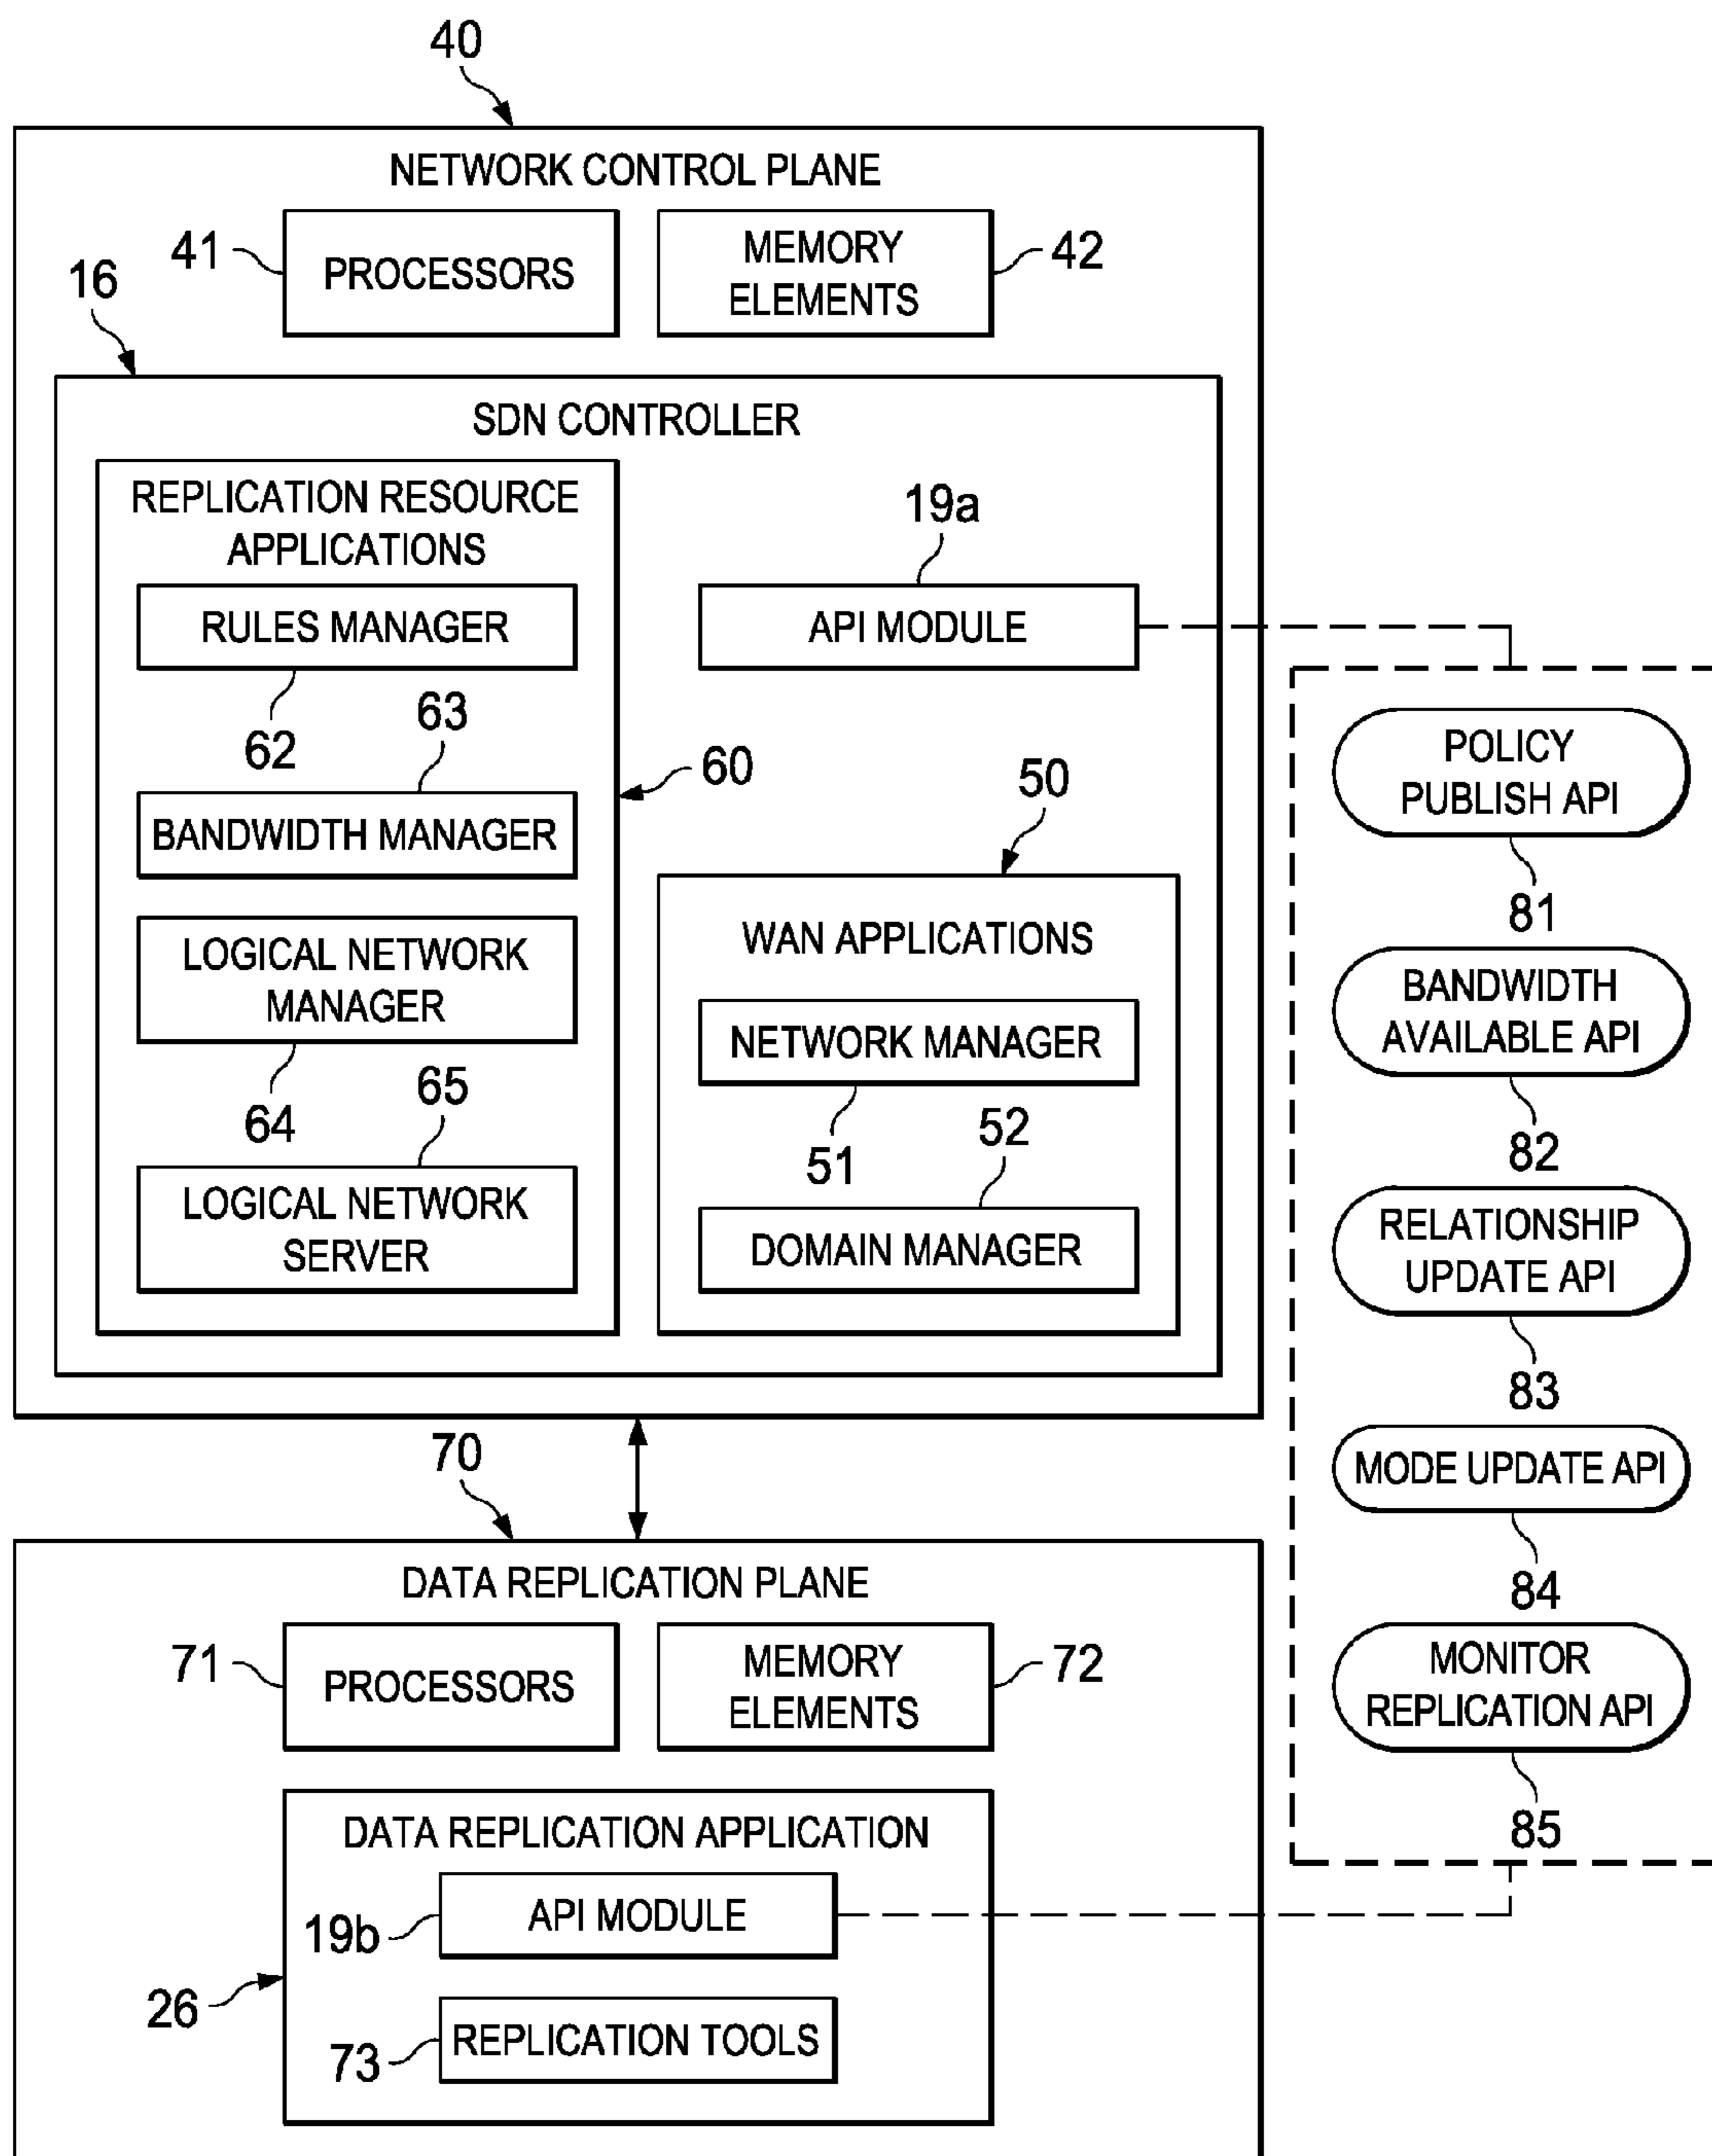 40
NETWORK CONTROL PLANE
41
PROCESSORS
MEMORY
ELEMENTS
42
16
SDN CONTROLLER
REPLICATION RESOURCE
APPLICATIONS
RULES MANAGER
62
63
BANDWIDTH MANAGER
60
LOGICAL NETWORK
MANAGER
64
65
LOGICAL NETWORK
SERVER
19a
API MODULE
50
WAN APPLICATIONS
NETWORK MANAGER
51
52
DOMAIN MANAGER
POLICY
PUBLISH API
81
BANDWIDTH
AVAILABLE API
82
RELATIONSHIP
UPDATE API
83
MODE UPDATE API
84
MONITOR
REPLICATION API
85
70
DATA REPLICATION PLANE
71
PROCESSORS
MEMORY
ELEMENTS
72
DATA REPLICATION APPLICATION
19b
API MODULE
26
73
REPLICATION TOOLS